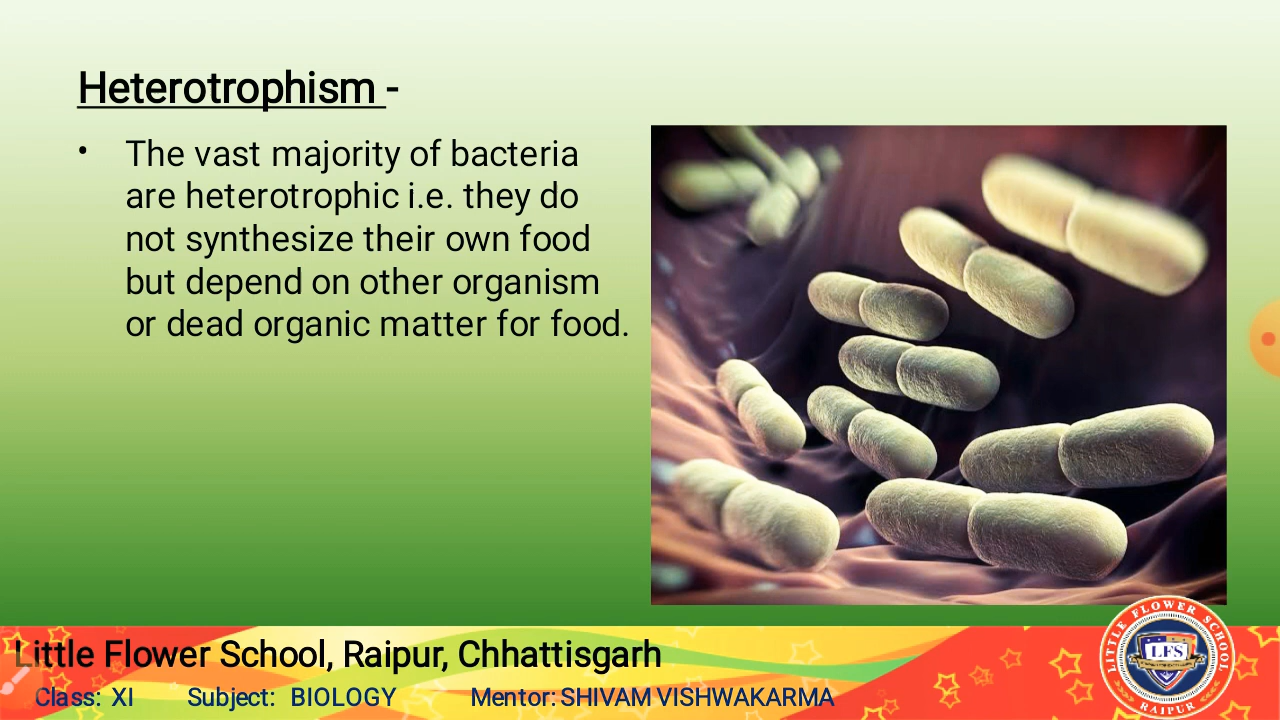 Heterotrophism -
• The vast majority of bacteria
are heterotrophic i.e. they do
not synthesize their own food
but depend on other organism
or dead organic matter for food.
Little Flower School, Raipur, Chhattisgarh
Class: XI Subject: BIOLOGY Mentor: SHIVAM VISHWAKARMA
LITTLE FLOWER SCHOOL
LFS
RAIPUR